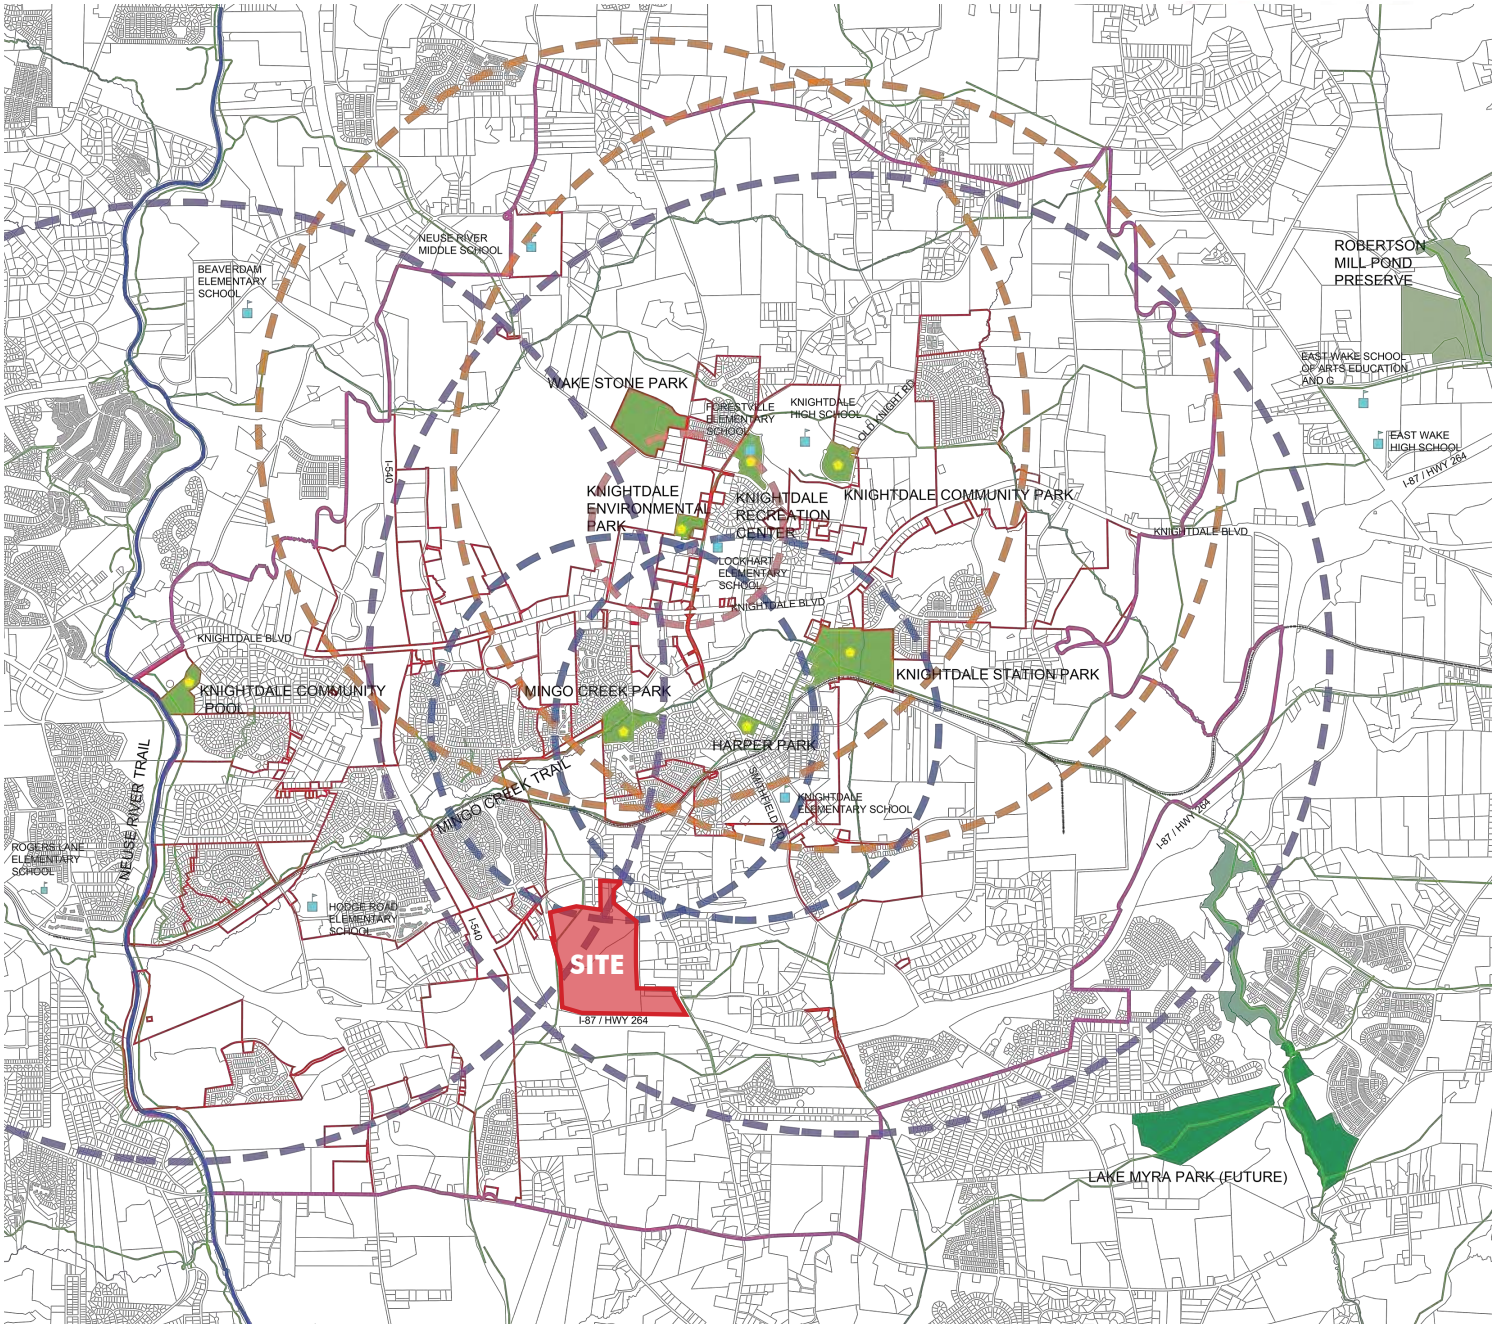 NEUSE RIVER
MIDDLE SCHOOL
BEAVERDAM
ELEMENTARY
SCHOOL
ROBERTSON
MILL POND
PRESERVE
EAST WAKE SCHOOL
OF ARTS EDUCATION
AND G
WAKE STONE PARK
FORESTVILLE
ELEMENTARY
SCHOOL
KNIGHTDALE
HIGH SCHOOL
OLD KNIGHT RD
EAST WAKE
HIGH SCHOOL
I-87 / HWY 264
I-540
KNIGHTDALE
ENVIRONMENTAL
PARK
KNIGHTDALE
RECREATION
CENTER
KNIGHTDALE COMMUNITY PARK
KNIGHTDALE BLVD
LOCKHART
ELEMENTARY
SCHOOL
KNIGHTDALE BLVD
KNIGHTDALE BLVD
KNIGHTDALE COMMUNITY
POOL
MINGO CREEK PARK
KNIGHTDALE STATION PARK
HARPER PARK
NEUSE RIVER TRAIL
MINGO CREEK TRAIL
SMITHFIELD RD
KNIGHTDALE
ELEMENTARY SCHOOL
I-87 / HWY 264
ROGERS LANE
ELEMENTARY
SCHOOL
HODGE ROAD
ELEMENTARY
SCHOOL
I-540
SITE
I-87 / HWY 264
LAKE MYRA PARK (FUTURE)